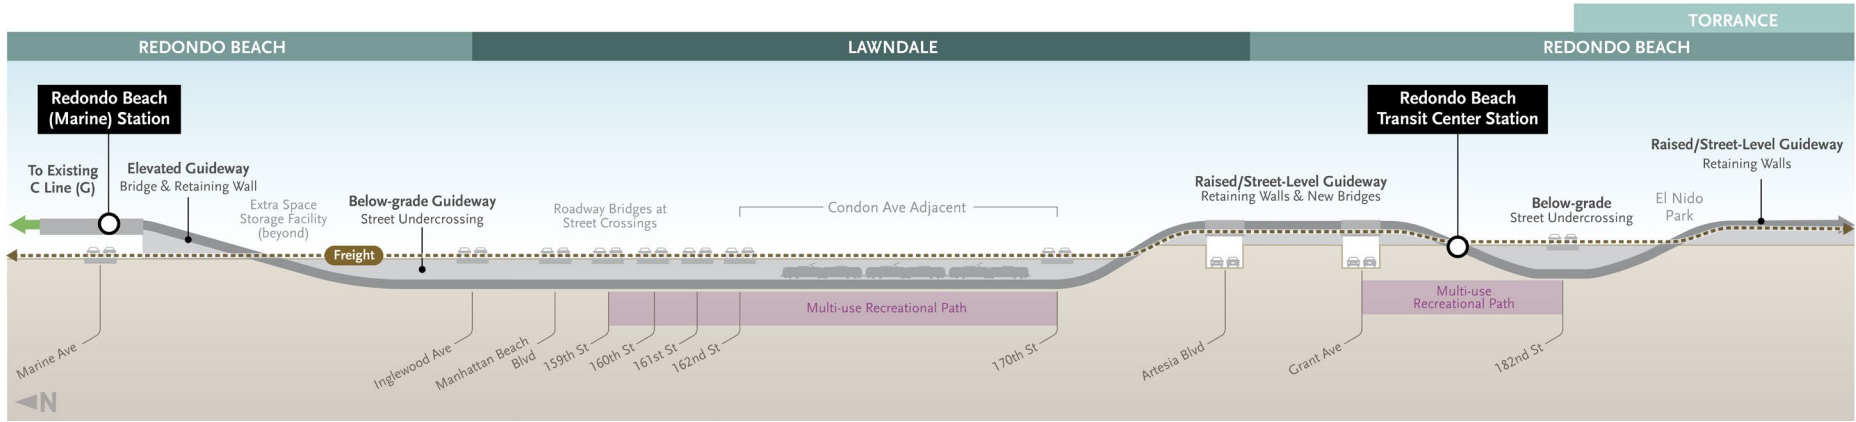 TORRANCE
REDONDO BEACH
LAWNDALE
REDONDO BEACH
Redondo Beach
(Marine) Station
Redondo Beach
Transit Center Station
To Existing
C Line (G)
Elevated Guideway
Bridge & Retaining Wall
Extra Space
Storage Facility
(beyond)
Below-grade Guideway
Street Undercrossing
Roadway Bridges at
Street Crossings
Condon Ave Adjacent
Raised/Street-Level Guideway
Retaining Walls & New Bridges
Below-grade
Street Undercrossing
El Nido
Park
Raised/Street-Level Guideway
Retaining Walls
Freight
Multi-use Recreational Path
Multi-use
Recreational Path
Marine Ave
Inglewood Ave
Manhattan Beach
Blvd
159th St
160th St
161st St
162nd St
170th St
Artesia Blvd
Grant Ave
182nd St
N